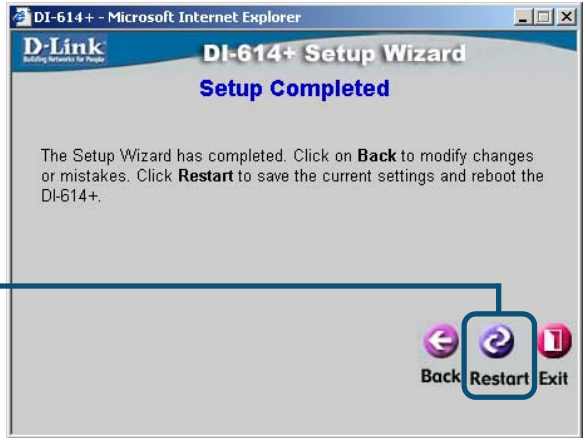 DI-614+ - Microsoft Internet Explorer
D-Link
Building Networks for People
DI-614+ Setup Wizard
Setup Completed
The Setup Wizard has completed. Click on Back to modify changes
or mistakes. Click Restart to save the current settings and reboot the
DI-614+.
Back Restart Exit